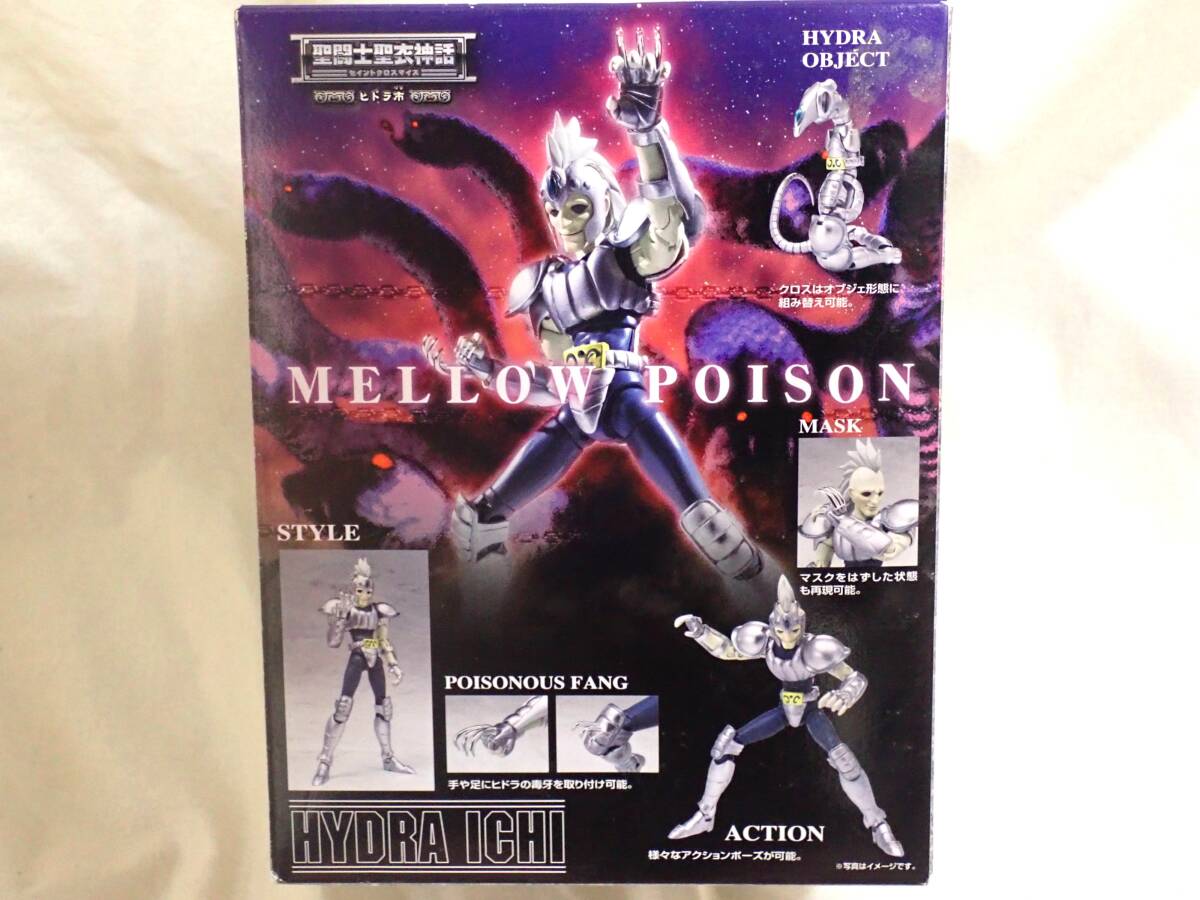 聖闘士聖衣神話
セイントクロスマイス
ヒドラ市
HYDRA
OBJECT
クロスはオブジェ形態に
組み替え可能。
MELLOW POISON
MASK
マスクをはずした状態
も再現可能。
STYLE
POISONOUS FANG
手や足にヒドラの毒牙を取り付け可能。
HYDRA ICHI
ACTION
様々なアクションポーズが可能。
※写真はイメージです。